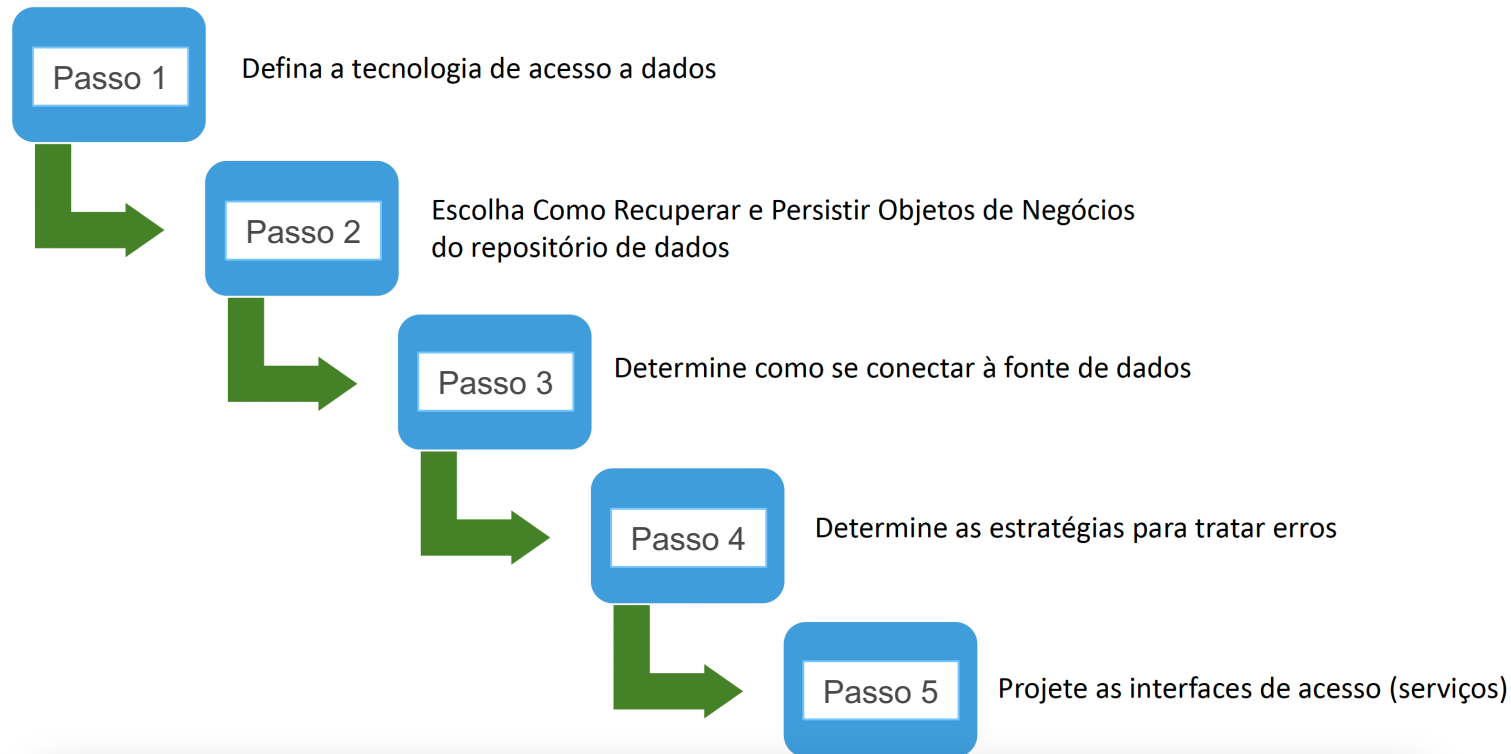 Passo 1
Defina a tecnologia de acesso a dados
Passo 2
Escolha Como Recuperar e Persistir Objetos de Negócios
do repositório de dados
Passo 3
Determine como se conectar à fonte de dados
Passo 4
Determine as estratégias para tratar erros
Passo 5
Projete as interfaces de acesso (serviços)